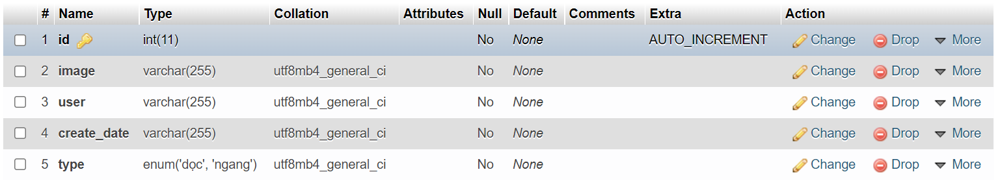 # Name Type Collation Attributes Null Default Comments Extra Action
1 id int(11) No None AUTO_INCREMENT Change Drop More
2 image varchar(255) utf8mb4_general_ci No None Change Drop More
3 user varchar(255) utf8mb4_general_ci No None Change Drop More
4 create_date varchar(255) utf8mb4_general_ci No None Change Drop More
5 type enum('dọc', 'ngang') utf8mb4_general_ci No None Change Drop More